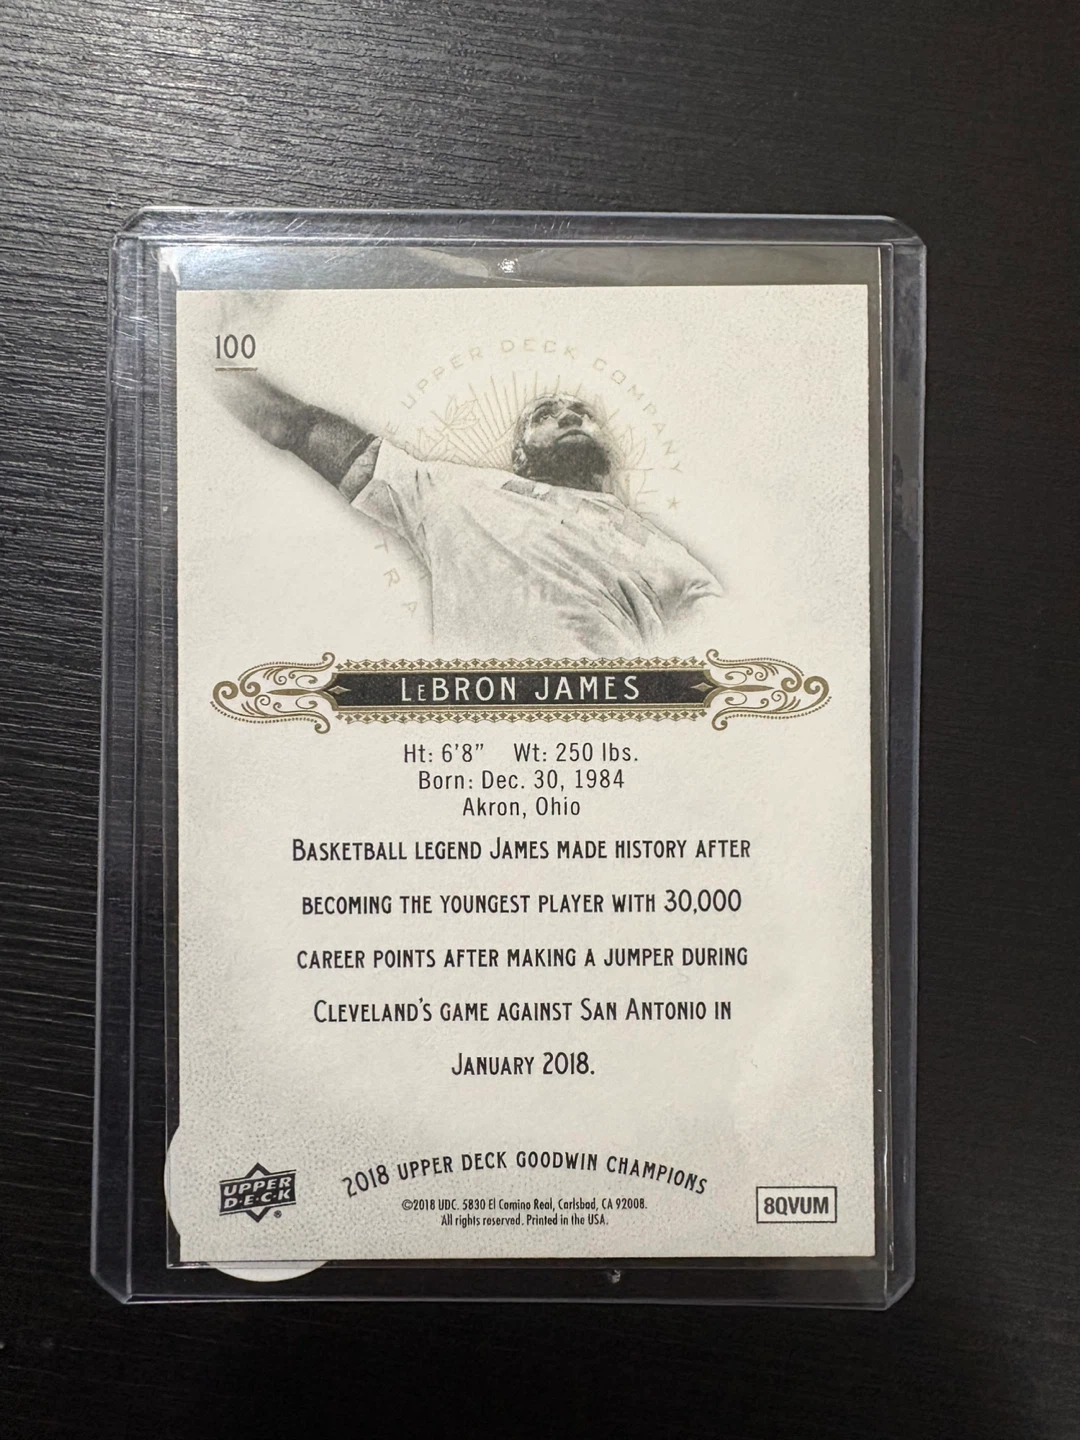 100
UPPER DECK COMPANY
LeBRON JAMES
Ht: 6'8" Wt: 250 lbs.
Born: Dec. 30, 1984
Akron, Ohio
BASKETBALL LEGEND JAMES MADE HISTORY AFTER
BECOMING THE YOUNGEST PLAYER WITH 30,000
CAREER POINTS AFTER MAKING A JUMPER DURING
CLEVELAND'S GAME AGAINST SAN ANTONIO IN
JANUARY 2018.
2018 UPPER DECK GOODWIN CHAMPIONS
UPPER
D·E·C·K
®
©2018 UDC. 5830 El Camino Real, Carlsbad, CA 92008.
All rights reserved. Printed in the USA.
8QVUM